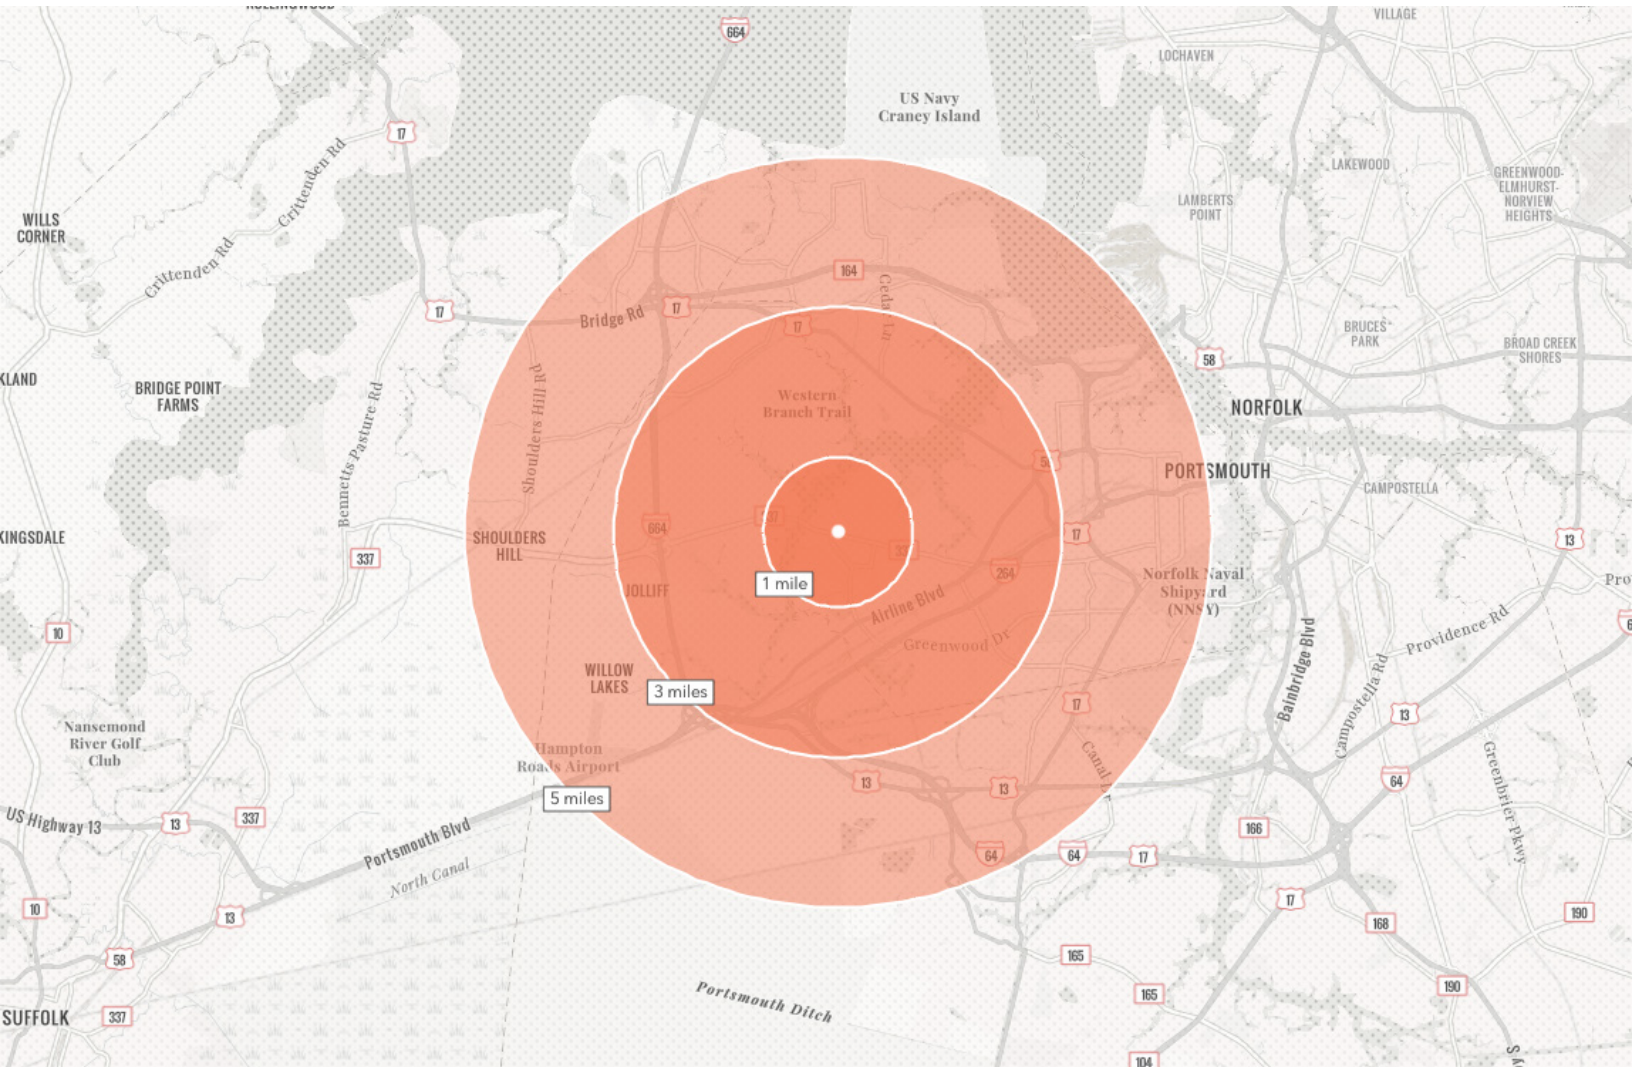 664
VILLAGE
LOCHAVEN
US Navy
Craney Island
17
Crittenden Rd
LAKEWOOD
GREENWOOD-
ELMHURST-
NORVIEW
HEIGHTS
LAMBERTS
POINT
WILLS
CORNER
Crittenden Rd
164
Cedar Ln
17
Bridge Rd
17
17
BRUCES
PARK
BROAD CREEK
SHORES
58
KLAND
BRIDGE POINT
FARMS
Bennetts Pasture Rd
Shoulders Hill Rd
Western
Branch Trail
NORFOLK
PORTSMOUTH
CAMPOSTELLA
KINGSDALE
SHOULDERS
HILL
664
337
337
17
13
264
Norfolk Naval
Shipyard
(NNSY)
Pro
JOLLIFF
1 mile
Airline Blvd
Greenwood Dr
10
Providence Rd
Bainbridge Blvd
Campostella Rd
WILLOW
LAKES
3 miles
17
13
Nansemond
River Golf
Club
Hampton
Roads Airport
Canal Dr
Greenbrier Pkwy
64
13
13
5 miles
US Highway 13
13
337
Portsmouth Blvd
North Canal
166
64
64
17
17
10
13
168
190
58
165
190
Portsmouth Ditch
165
SUFFOLK
337
104